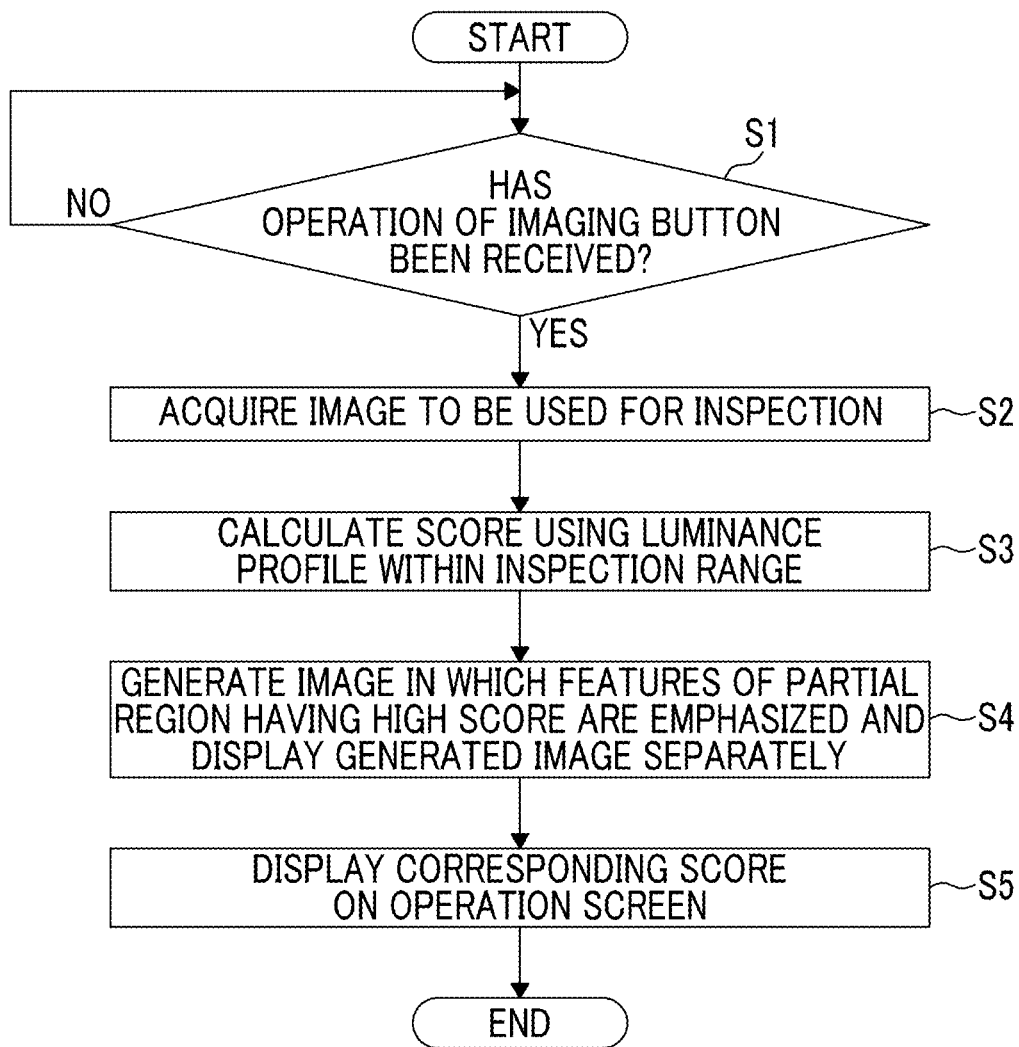 START
S1
HAS
OPERATION OF IMAGING BUTTON
BEEN RECEIVED?
NO
YES
ACQUIRE IMAGE TO BE USED FOR INSPECTION
S2
CALCULATE SCORE USING LUMINANCE
PROFILE WITHIN INSPECTION RANGE
S3
GENERATE IMAGE IN WHICH FEATURES OF PARTIAL
REGION HAVING HIGH SCORE ARE EMPHASIZED AND
DISPLAY GENERATED IMAGE SEPARATELY
S4
DISPLAY CORRESPONDING SCORE
ON OPERATION SCREEN
S5
END